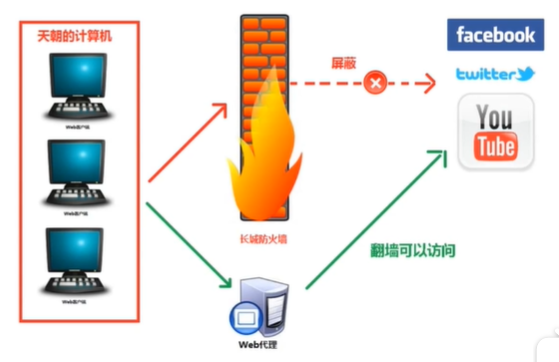 天朝的计算机
Web客户端
Web客户端
Web客户端
长城防火墙
屏蔽
facebook
twitter
You
Tube
翻墙可以访问
Web代理